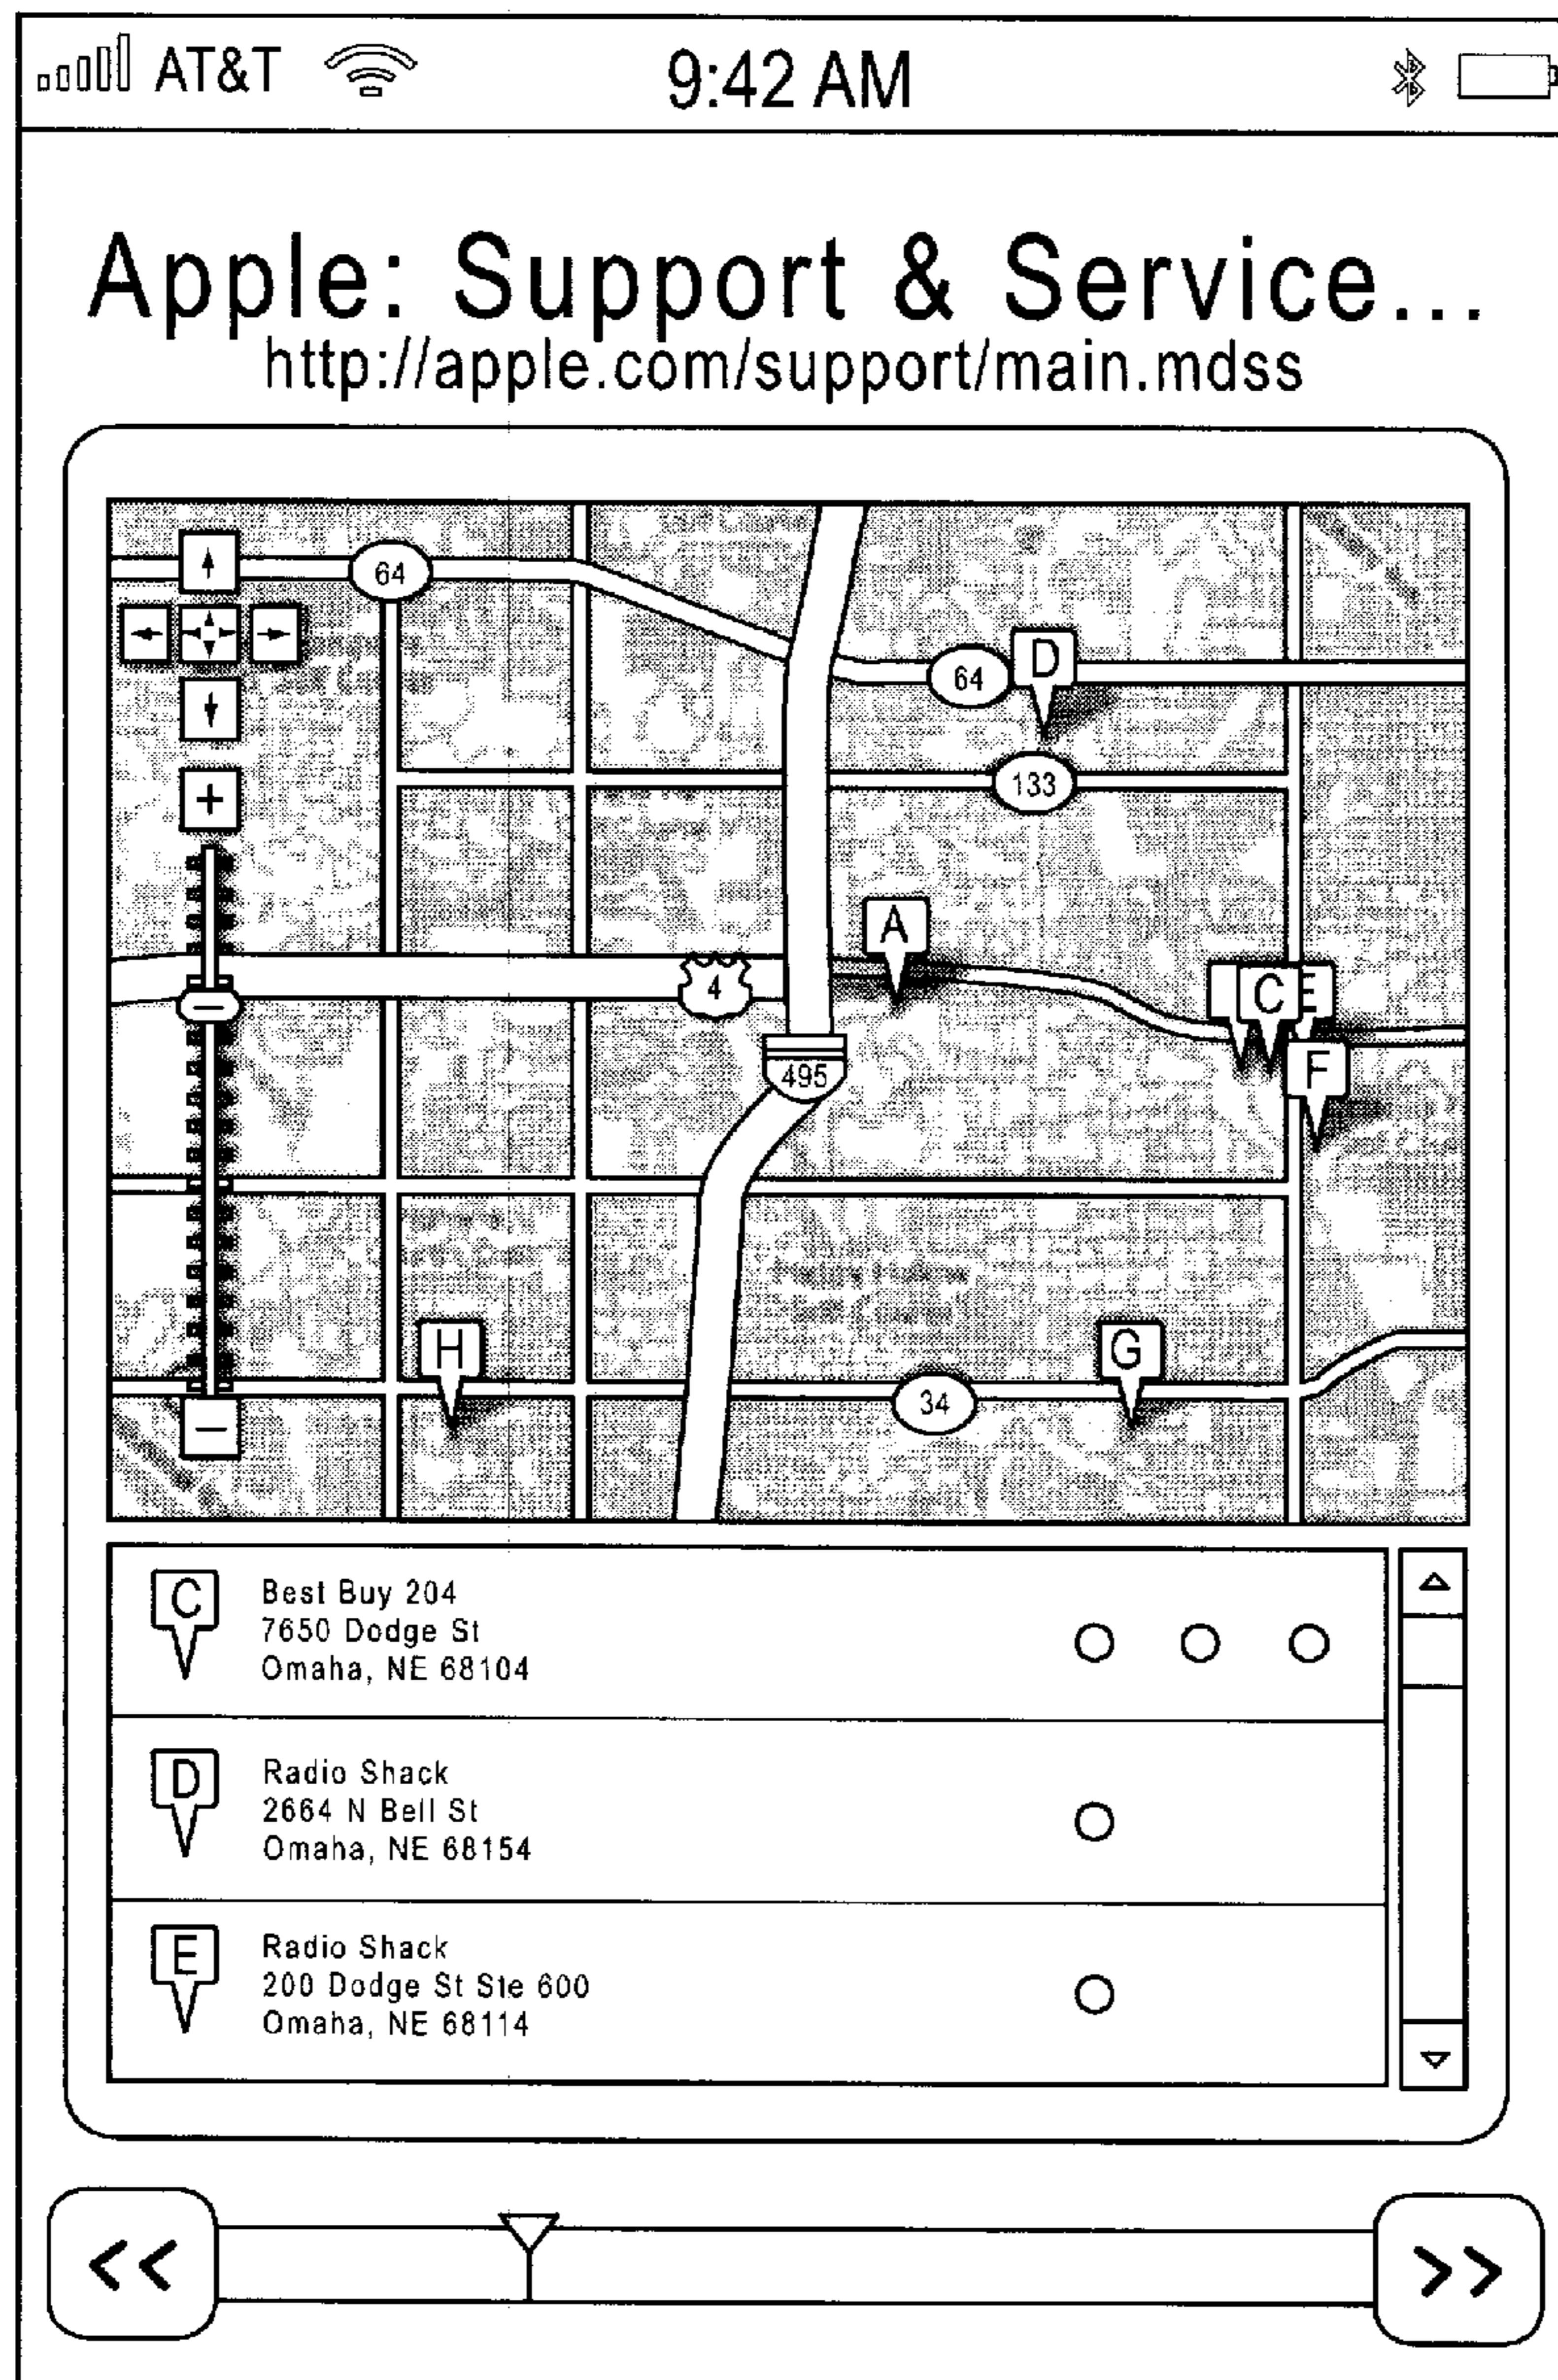 AT&T 9:42 AM
Apple: Support & Service...
http://apple.com/support/main.mdss
64
64
D
133
+
A
4
C E
495
F
H
G
34
−
C
Best Buy 204
7650 Dodge St
Omaha, NE 68104
D
Radio Shack
2664 N Bell St
Omaha, NE 68154
E
Radio Shack
200 Dodge St Ste 600
Omaha, NE 68114
<< >>